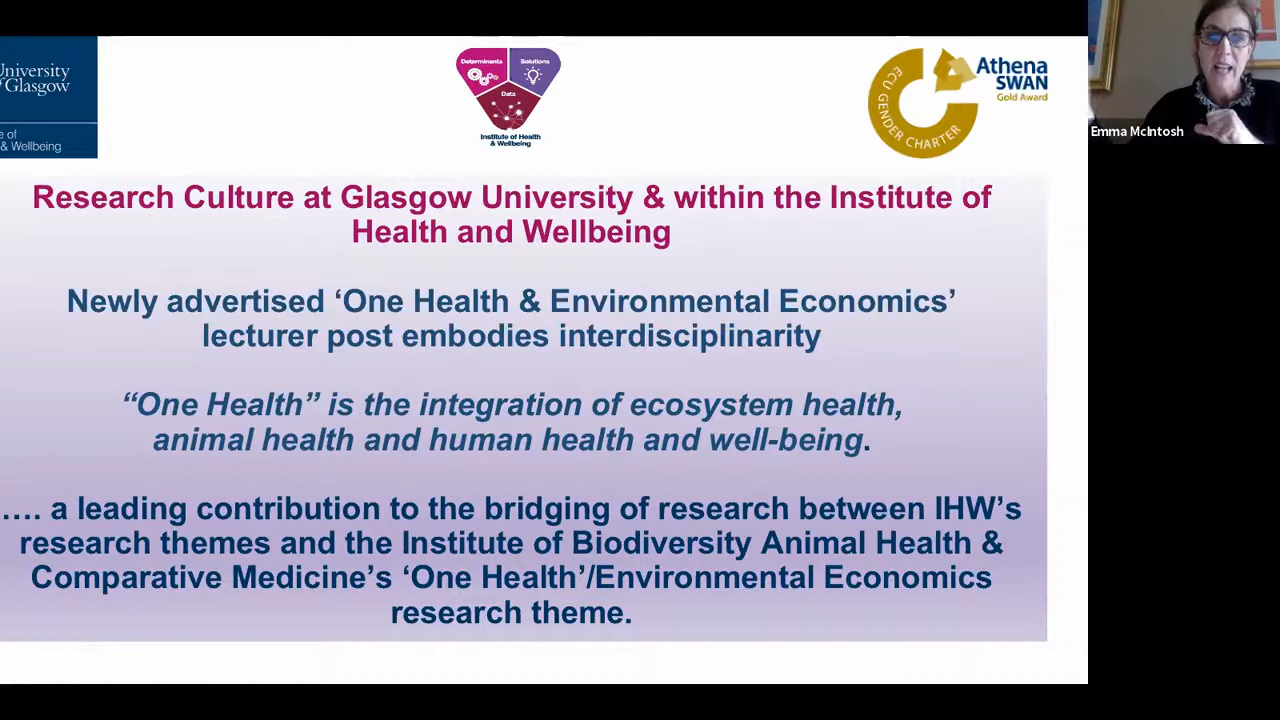 University
of Glasgow
e of
& Wellbeing
Determinants
Solutions
Data
Institute of Health
& Wellbeing
ECU GENDER CHARTER
Athena
SWAN
Gold Award
Emma McIntosh
Research Culture at Glasgow University & within the Institute of
Health and Wellbeing
Newly advertised ‘One Health & Environmental Economics’
lecturer post embodies interdisciplinarity
“One Health” is the integration of ecosystem health,
animal health and human health and well-being.
…. a leading contribution to the bridging of research between IHW’s
research themes and the Institute of Biodiversity Animal Health &
Comparative Medicine’s ‘One Health’/Environmental Economics
research theme.